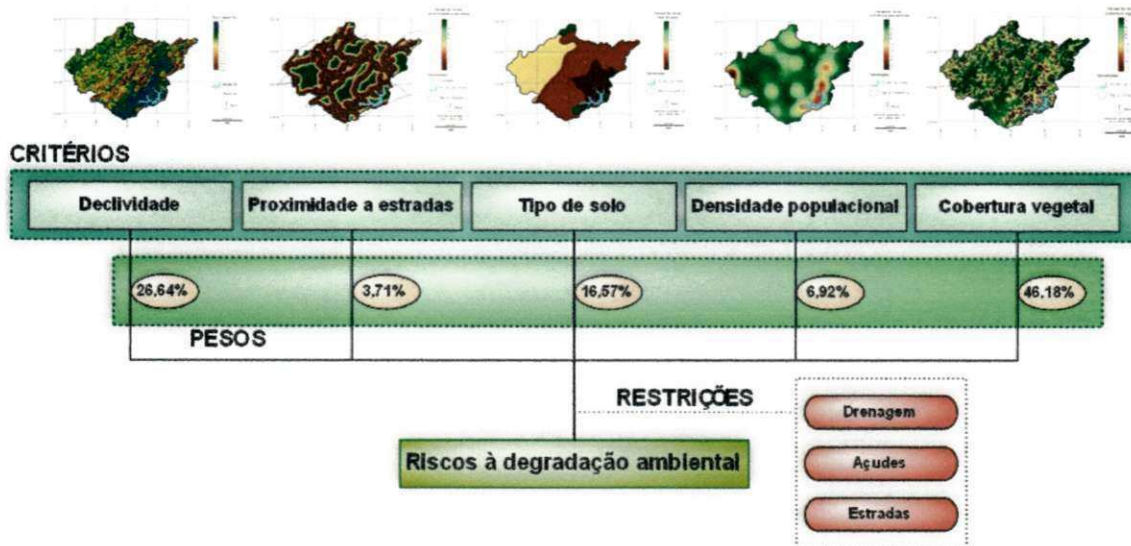 CRITÉRIOS
Declividade
Proximidade a estradas
Tipo de solo
Densidade populacional
Cobertura vegetal
26,64%
3,71%
16,57%
6,92%
46,18%
PESOS
RESTRIÇÕES
Drenagem
Açudes
Estradas
Riscos à degradação ambiental